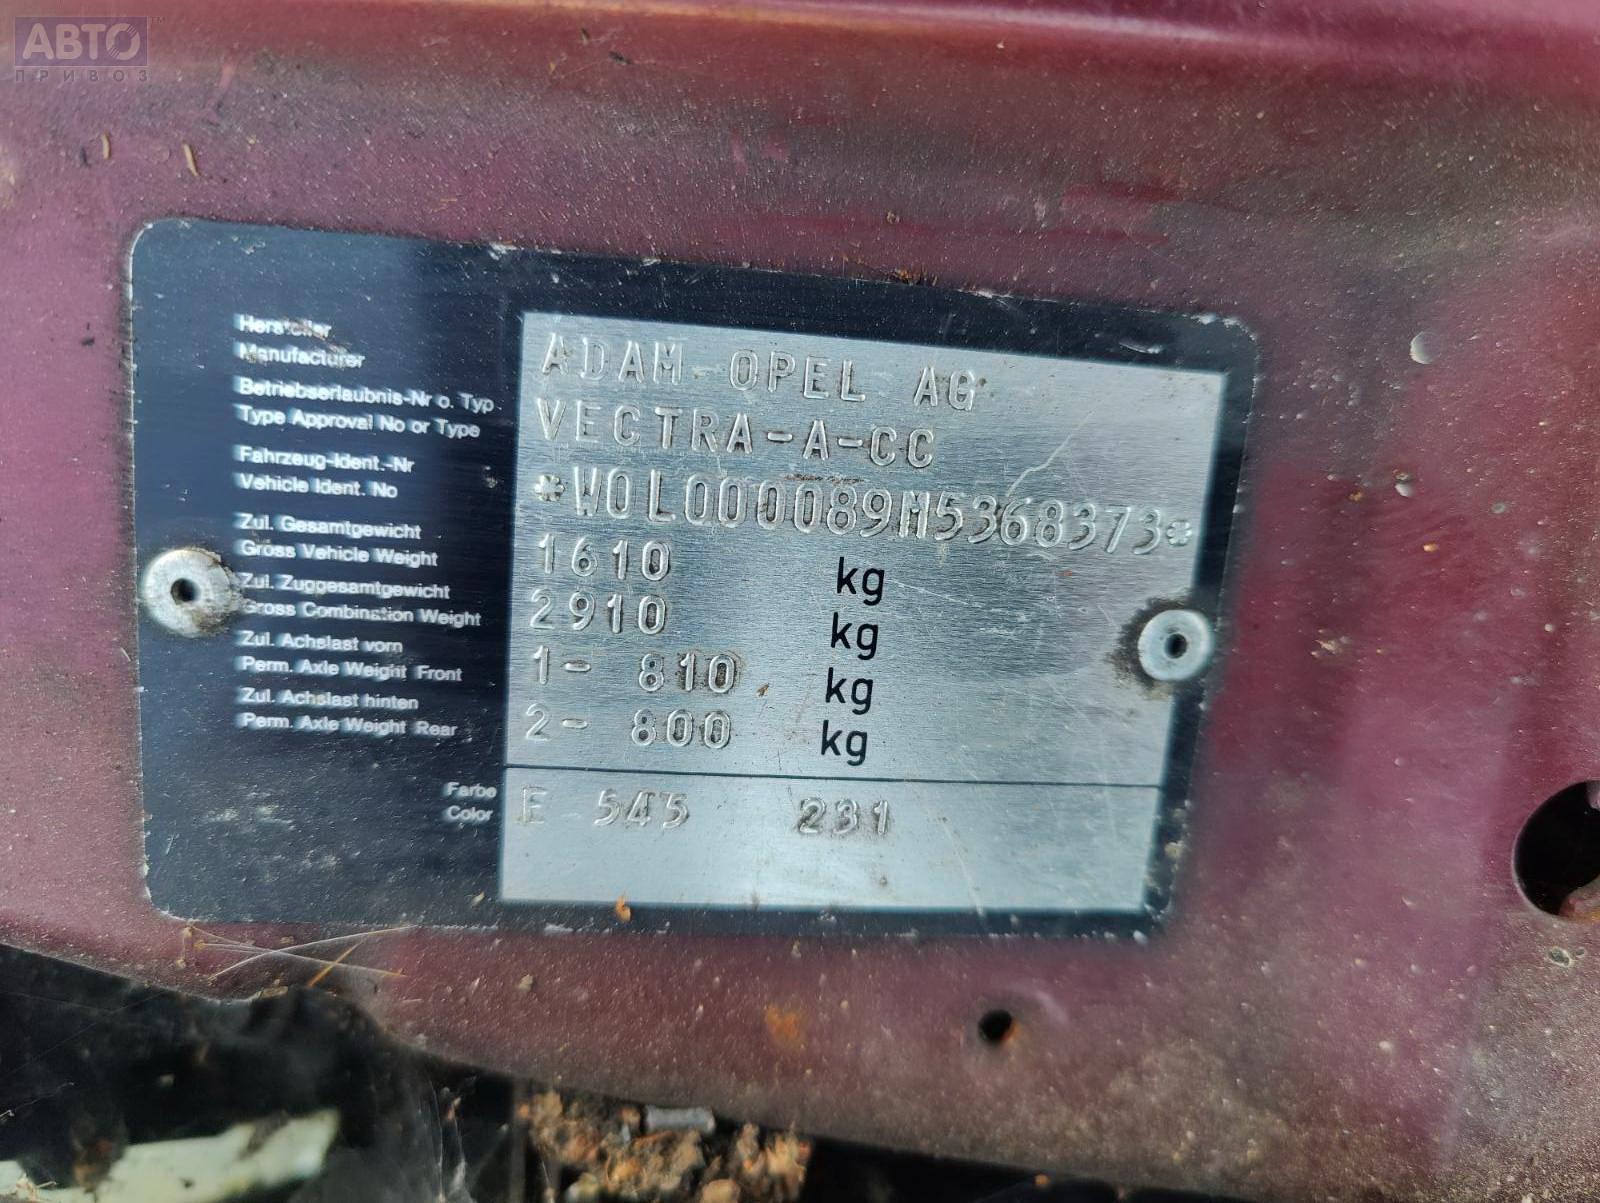 АВТО
ПРИВОЗ
Hersteller
Manufacturer
ADAM OPEL AG
Betriebserlaubnis-Nr o. Typ
Type Approval No or Type
VECTRA-A-CC
Fahrzeug-Ident.-Nr
Vehicle Ident. No
*W0L000089M5368373*
Zul. Gesamtgewicht
Gross Vehicle Weight
1610 kg
Zul. Zuggesamtgewicht
Gross Combination Weight
2910 kg
Zul. Achslast vorn
Perm. Axle Weight Front
1- 810 kg
Zul. Achslast hinten
Perm. Axle Weight Rear
2- 800 kg
Farbe
Color
E 545 231